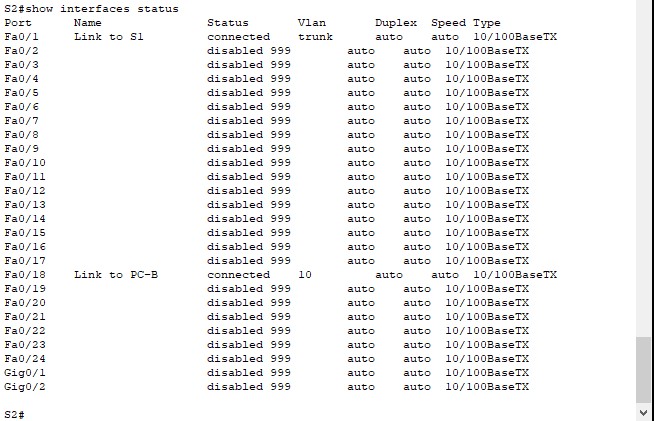 S2#show interfaces status
Port      Name               Status       Vlan       Duplex  Speed Type
Fa0/1     Link to S1         connected    trunk      auto    auto  10/100BaseTX
Fa0/2                        disabled 999        auto    auto  10/100BaseTX
Fa0/3                        disabled 999        auto    auto  10/100BaseTX
Fa0/4                        disabled 999        auto    auto  10/100BaseTX
Fa0/5                        disabled 999        auto    auto  10/100BaseTX
Fa0/6                        disabled 999        auto    auto  10/100BaseTX
Fa0/7                        disabled 999        auto    auto  10/100BaseTX
Fa0/8                        disabled 999        auto    auto  10/100BaseTX
Fa0/9                        disabled 999        auto    auto  10/100BaseTX
Fa0/10                       disabled 999        auto    auto  10/100BaseTX
Fa0/11                       disabled 999        auto    auto  10/100BaseTX
Fa0/12                       disabled 999        auto    auto  10/100BaseTX
Fa0/13                       disabled 999        auto    auto  10/100BaseTX
Fa0/14                       disabled 999        auto    auto  10/100BaseTX
Fa0/15                       disabled 999        auto    auto  10/100BaseTX
Fa0/16                       disabled 999        auto    auto  10/100BaseTX
Fa0/17                       disabled 999        auto    auto  10/100BaseTX
Fa0/18    Link to PC-B       connected    10         auto    auto  10/100BaseTX
Fa0/19                       disabled 999        auto    auto  10/100BaseTX
Fa0/20                       disabled 999        auto    auto  10/100BaseTX
Fa0/21                       disabled 999        auto    auto  10/100BaseTX
Fa0/22                       disabled 999        auto    auto  10/100BaseTX
Fa0/23                       disabled 999        auto    auto  10/100BaseTX
Fa0/24                       disabled 999        auto    auto  10/100BaseTX
Gig0/1                       disabled 999        auto    auto  10/100BaseTX
Gig0/2                       disabled 999        auto    auto  10/100BaseTX
S2#